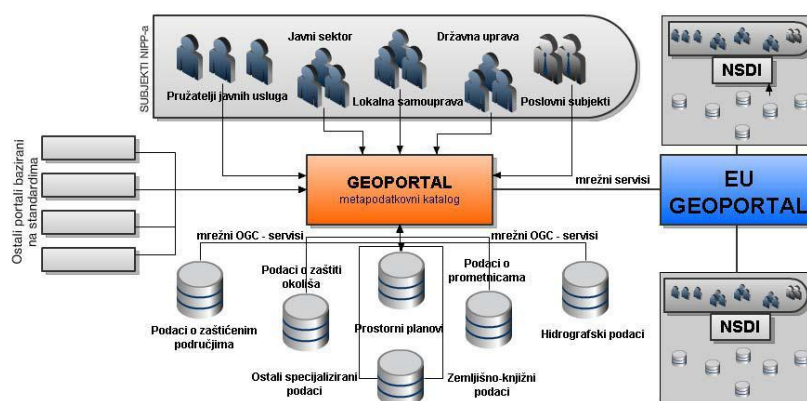 SUBJEKTI NIPP-a
Javni sektor
Državna uprava
Pružatelji javnih usluga
Lokalna samouprava
Poslovni subjekti
NSDI
Ostali portali bazirani
na standardima
GEOPORTAL
metapodatkovni katalog
mrežni servisi
EU
GEOPORTAL
mrežni OGC - servisi
mrežni OGC - servisi
Podaci o zaštiti
okoliša
Podaci o
prometnicama
Podaci o zaštićenim
područjima
Prostorni planovi
Hidrografski podaci
Ostali specijalizirani
podaci
Zemljišno-knjižni
podaci
NSDI